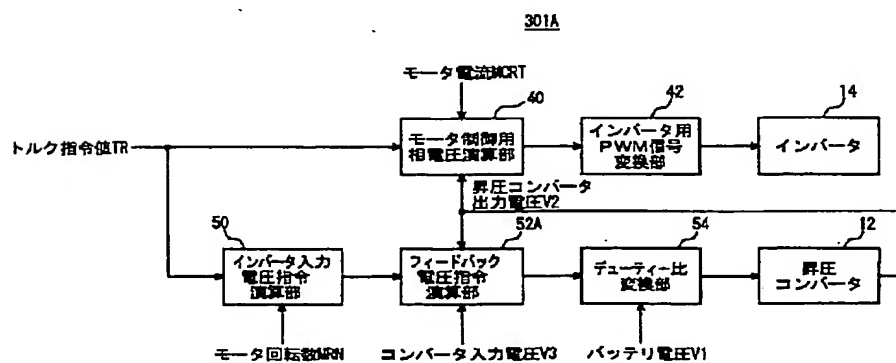 301A
モータ電流MCRT
40
42
14
トルク指令値TR
モータ制御用
相電圧演算部
インバータ用
PWM信号
変換部
インバータ
昇圧コンバータ
出力電圧V2
50
52A
54
12
インバータ入力
電圧指令
演算部
フィードバック
電圧指令
演算部
デューティー比
変換部
昇圧
コンバータ
モータ回転数MRN
コンバータ入力電圧V3
バッテリ電圧V1